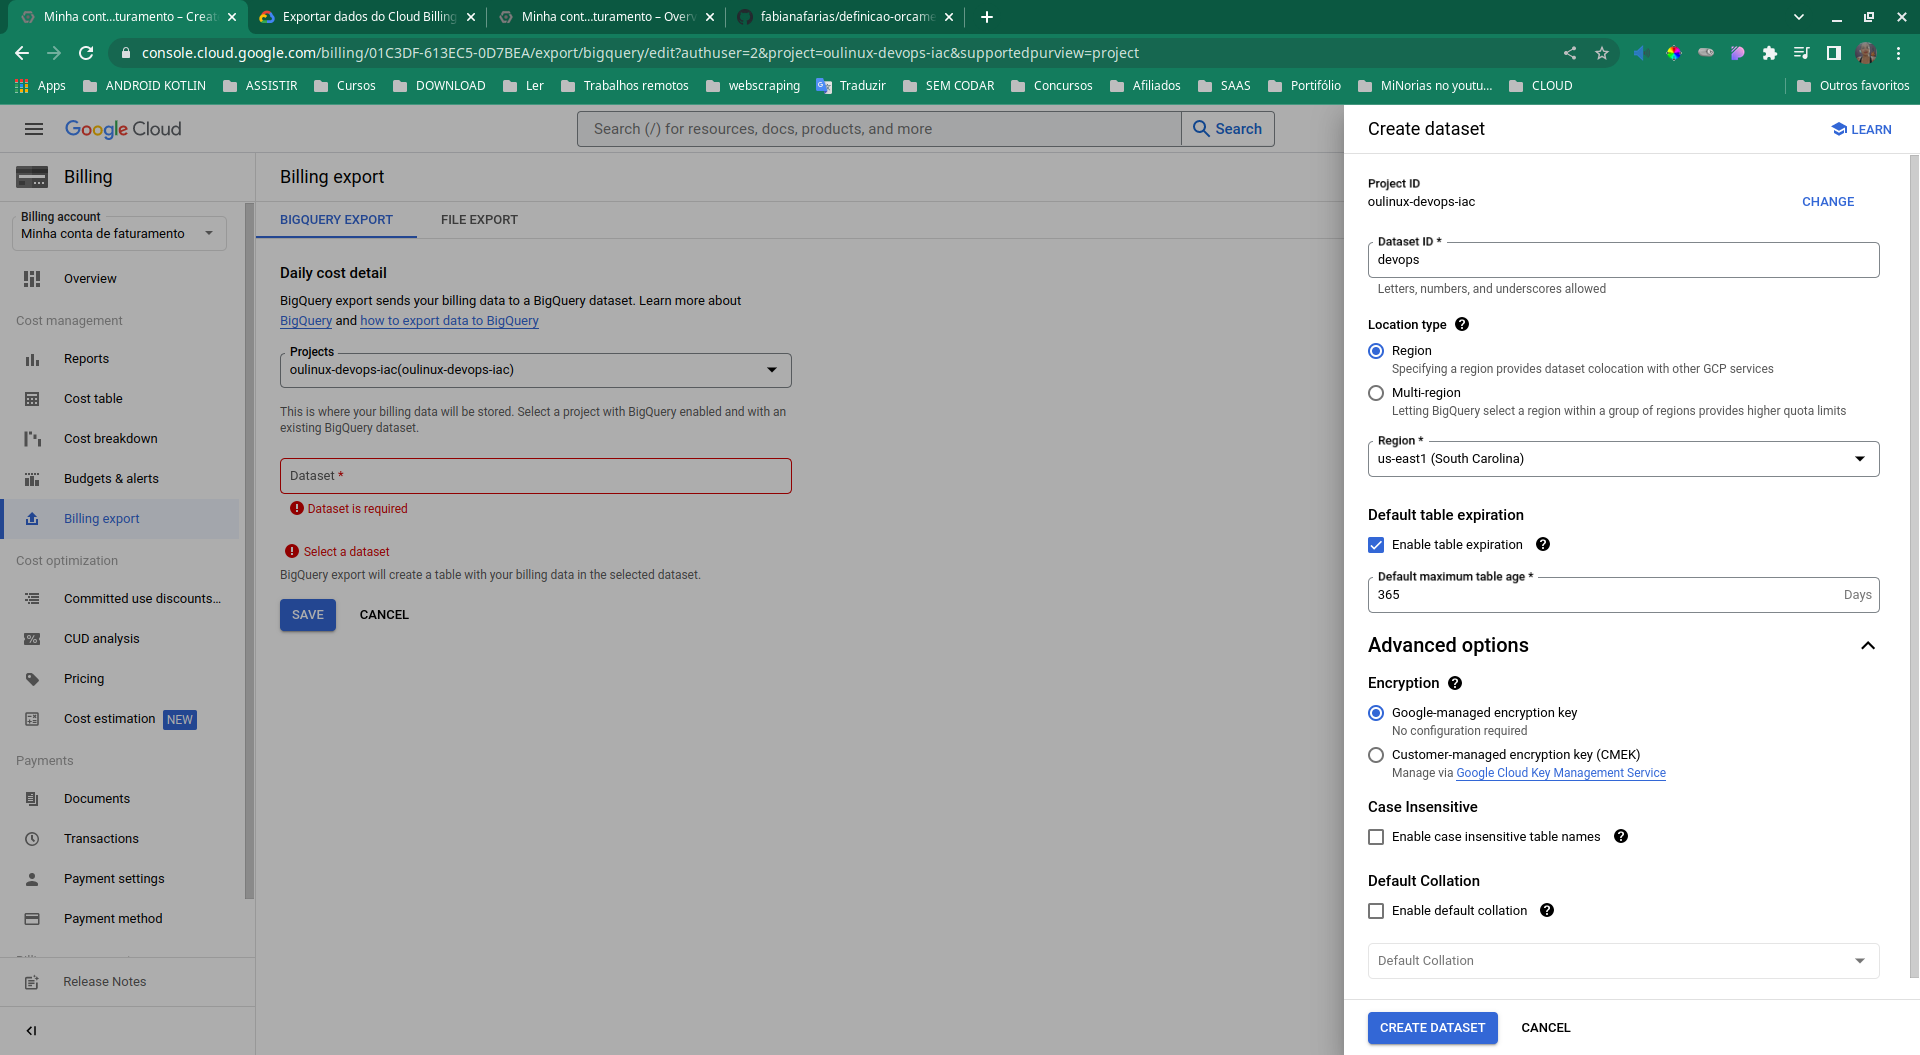 Minha cont...turamento – Creat
Exportar dados do Cloud Billing
Minha cont...turamento – Overv
fabianafarias/definicao-orcame
console.cloud.google.com/billing/01C3DF-613EC5-0D7BEA/export/bigquery/edit?authuser=2&project=oulinux-devops-iac&supportedpurview=project
Apps
ANDROID KOTLIN
ASSISTIR
Cursos
DOWNLOAD
Ler
Trabalhos remotos
webscraping
Traduzir
SEM CODAR
Concursos
Afiliados
SAAS
Portifólio
MiNorias no youtu...
CLOUD
Outros favoritos
Google Cloud
Search (/) for resources, docs, products, and more
Search
Billing
Billing account
Minha conta de faturamento
Overview
Cost management
Reports
Cost table
Cost breakdown
Budgets & alerts
Billing export
Cost optimization
Committed use discounts...
CUD analysis
Pricing
Cost estimation NEW
Payments
Documents
Transactions
Payment settings
Payment method
Release Notes
Billing export
BIGQUERY EXPORT
FILE EXPORT
Daily cost detail
BigQuery export sends your billing data to a BigQuery dataset. Learn more about
BigQuery and how to export data to BigQuery
Projects
oulinux-devops-iac(oulinux-devops-iac)
This is where your billing data will be stored. Select a project with BigQuery enabled and with an
existing BigQuery dataset.
Dataset *
Dataset is required
Select a dataset
BigQuery export will create a table with your billing data in the selected dataset.
SAVE
CANCEL
Create dataset
LEARN
Project ID
oulinux-devops-iac
CHANGE
Dataset ID *
devops
Letters, numbers, and underscores allowed
Location type
Region
Specifying a region provides dataset colocation with other GCP services
Multi-region
Letting BigQuery select a region within a group of regions provides higher quota limits
Region *
us-east1 (South Carolina)
Default table expiration
Enable table expiration
Default maximum table age *
365
Days
Advanced options
Encryption
Google-managed encryption key
No configuration required
Customer-managed encryption key (CMEK)
Manage via Google Cloud Key Management Service
Case Insensitive
Enable case insensitive table names
Default Collation
Enable default collation
Default Collation
CREATE DATASET
CANCEL